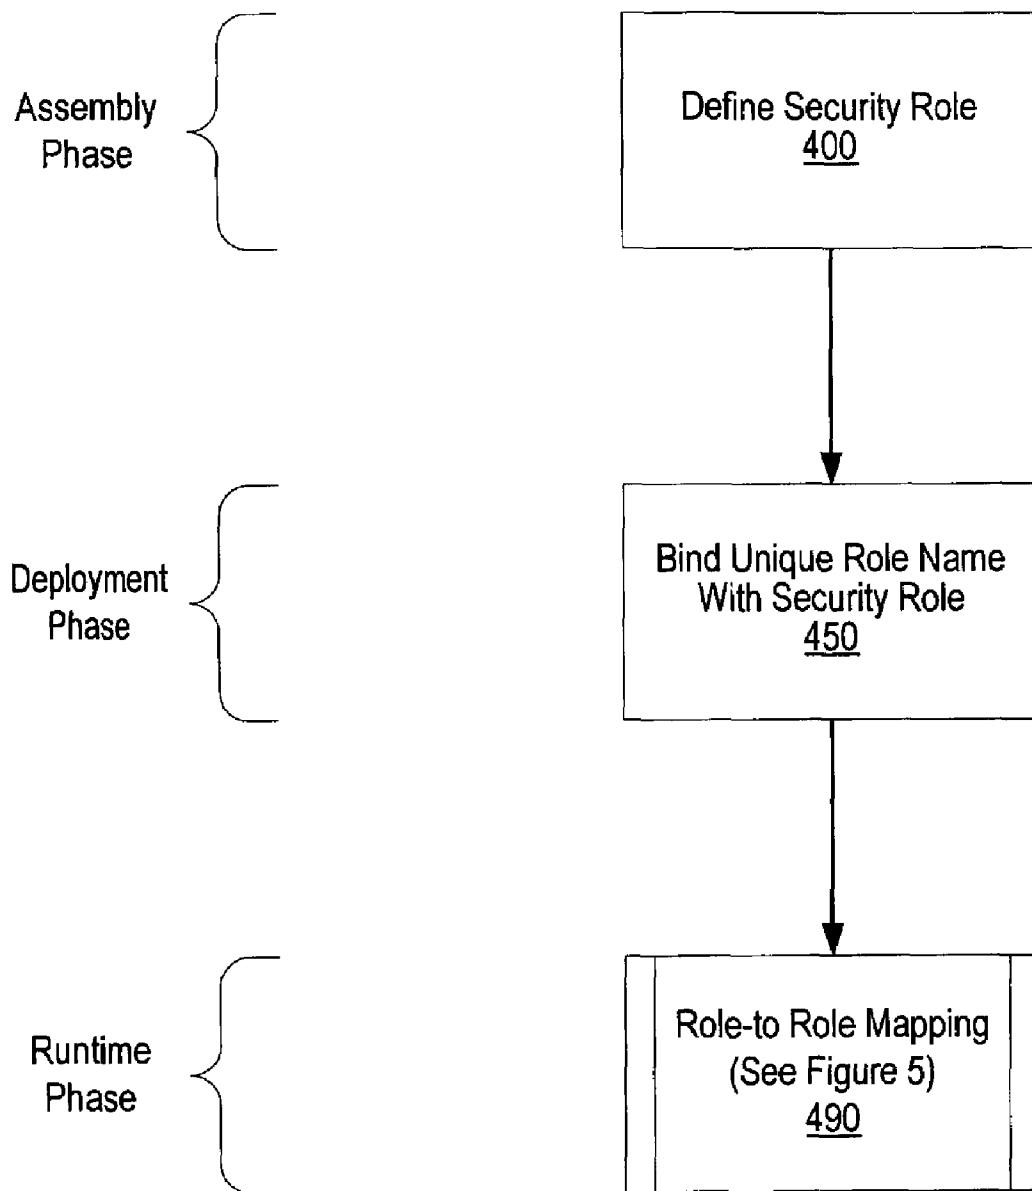 Assembly
Phase
Define Security Role
400
Deployment
Phase
Bind Unique Role Name
With Security Role
450
Runtime
Phase
Role-to Role Mapping
(See Figure 5)
490